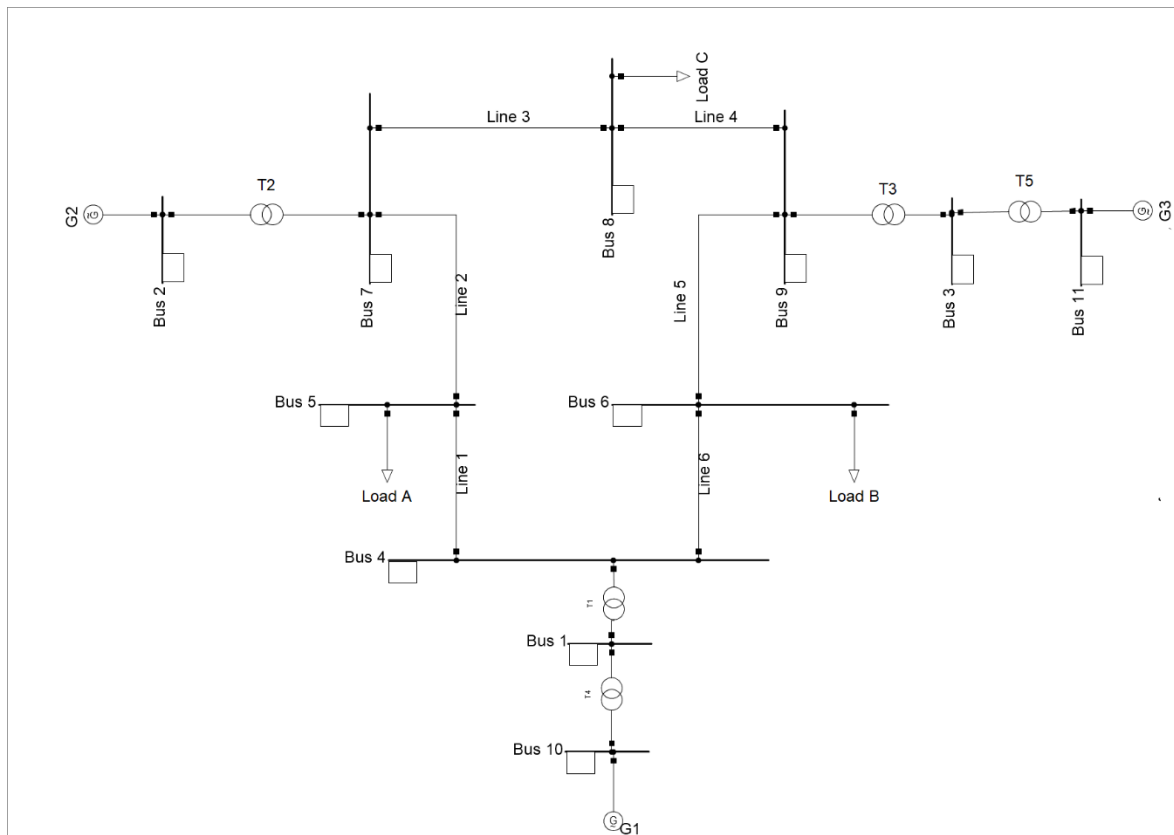 Load C
Line 3
Line 4
T2
T3
T5
G2
G
G
G3
Bus 8
Bus 2
Bus 7
Line 2
Line 5
Bus 9
Bus 3
Bus 11
Bus 5
Bus 6
Line 1
Line 6
Load A
Load B
Bus 4
T1
Bus 1
T4
Bus 10
G
G1